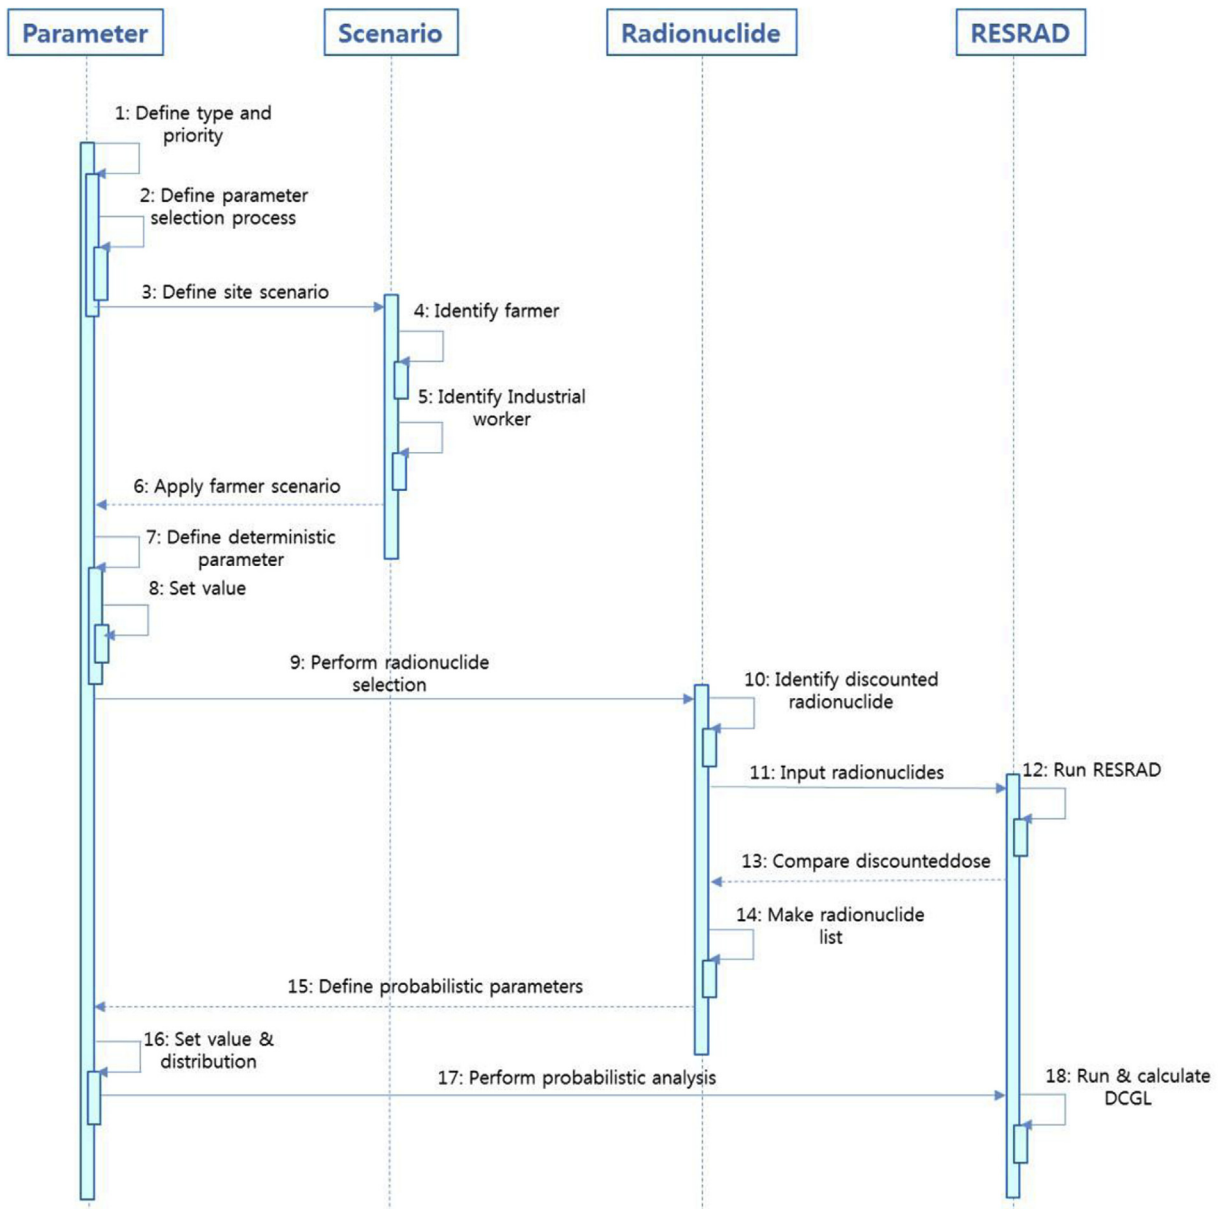 Parameter
Scenario
Radionuclide
RESRAD
1: Define type and
priority
2: Define parameter
selection process
3: Define site scenario
4: Identify farmer
5: Identify Industrial
worker
6: Apply farmer scenario
7: Define deterministic
parameter
8: Set value
9: Perform radionuclide
selection
10: Identify discounted
radionuclide
11: Input radionuclides
12: Run RESRAD
13: Compare discounteddose
14: Make radionuclide
list
15: Define probabilistic parameters
16: Set value &
distribution
17: Perform probabilistic analysis
18: Run & calculate
DCGL